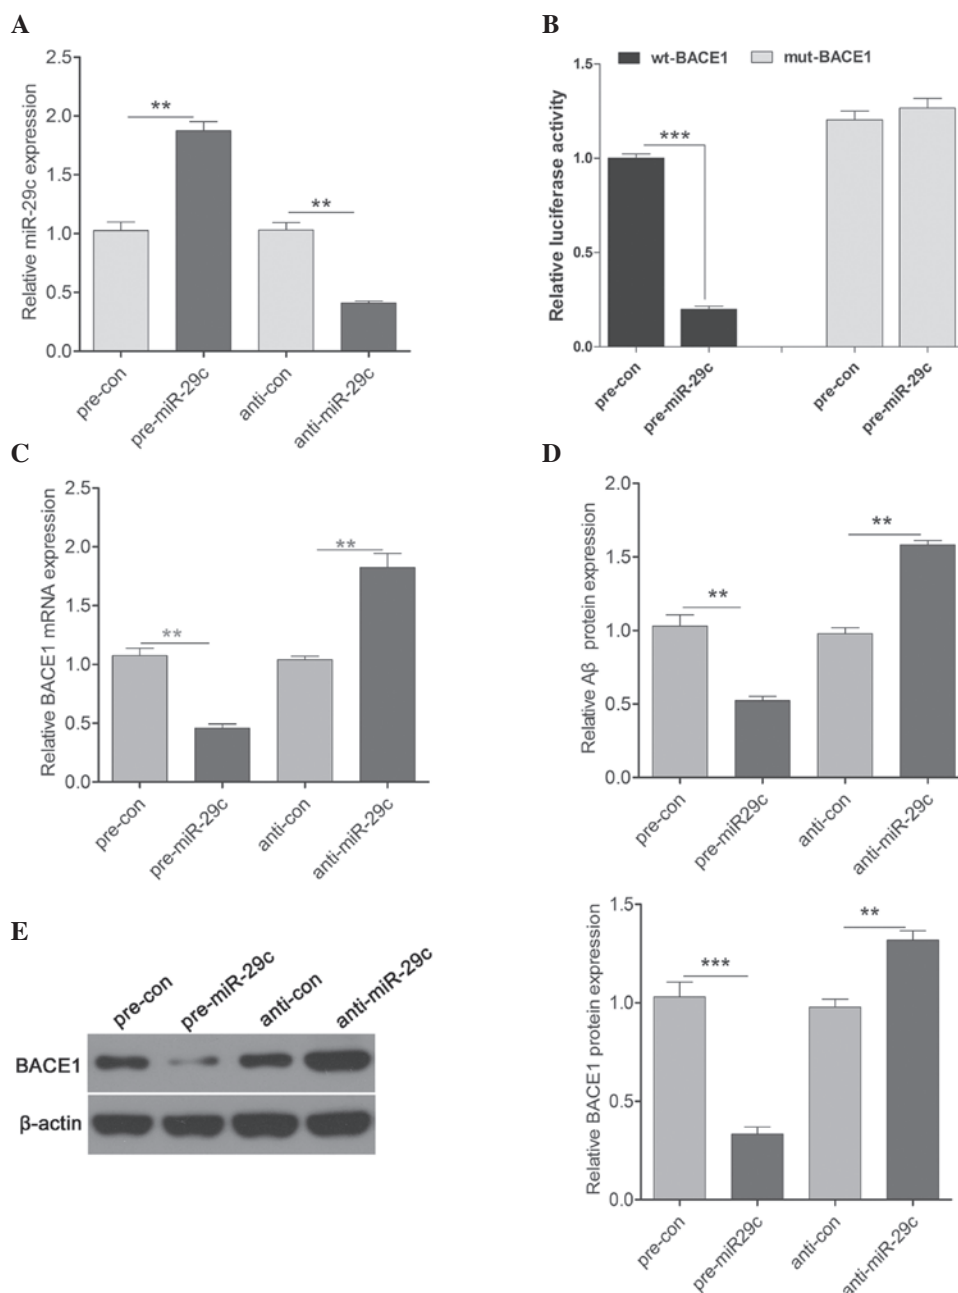 A
Relative miR-29c expression
2.5
2.0
1.5
1.0
0.5
0.0
**
**
pre-con
pre-miR-29c
anti-con
anti-miR-29c
B
wt-BACE1
mut-BACE1
Relative luciferase activity
1.5
1.0
0.5
0.0
***
pre-con
pre-miR-29c
pre-con
pre-miR-29c
C
Relative BACE1 mRNA expression
2.5
2.0
1.5
1.0
0.5
0.0
**
**
pre-con
pre-miR-29c
anti-con
anti-miR-29c
D
Relative Aβ protein expression
2.0
1.5
1.0
0.5
0.0
**
**
pre-con
pre-miR29c
anti-con
anti-miR-29c
E
pre-con
pre-miR-29c
anti-con
anti-miR-29c
BACE1
β-actin
Relative BACE1 protein expression
1.5
1.0
0.5
0.0
***
**
pre-con
pre-miR29c
anti-con
anti-miR-29c